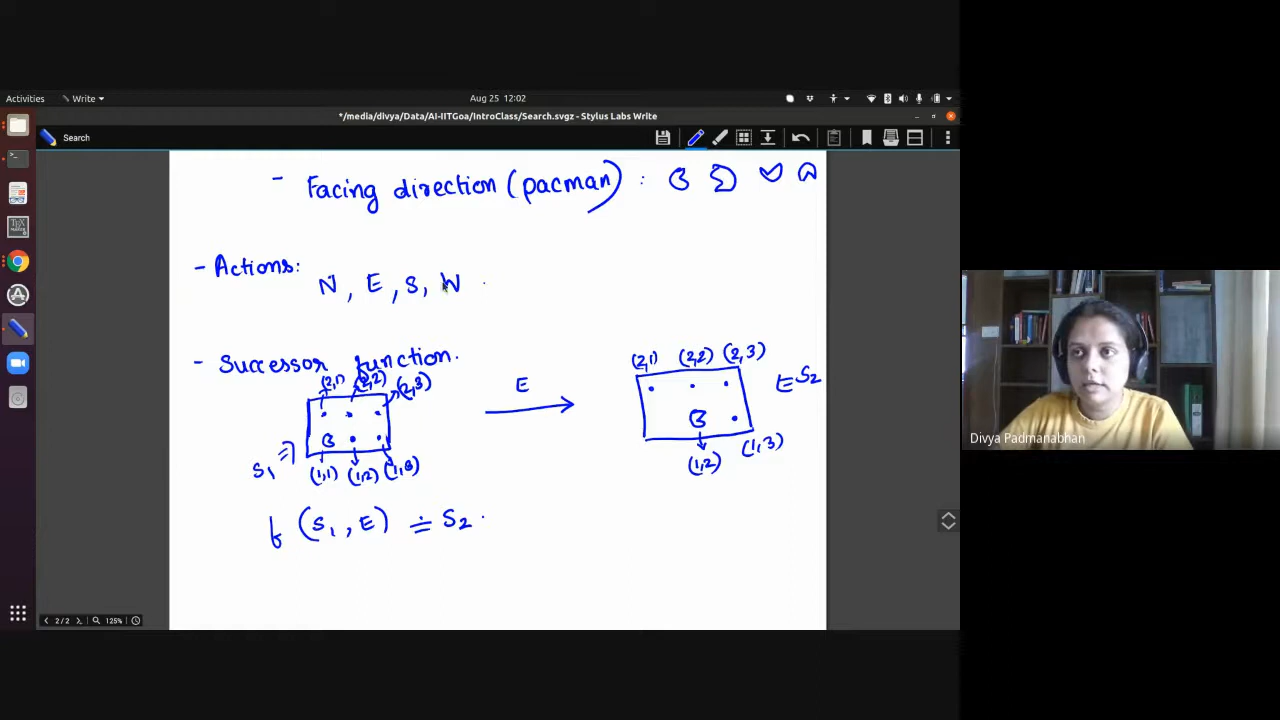 Activities
Write
Aug 25 12:02
*/media/divya/Data/AI-IITGoa/IntroClass/Search.svgz - Stylus Labs Write
Search
- Facing direction (pacman) :
- Actions:
N, E, S, W
- Successor function.
(2,1) (2,2) (2,3)
E
(2,1) (2,2) (2,3)
S2
S1 =>
(1,1) (1,2) (1,3)
(1,2) (1,3)
f (S1, E) ≐ S2.
Divya Padmanabhan
2/2 125%